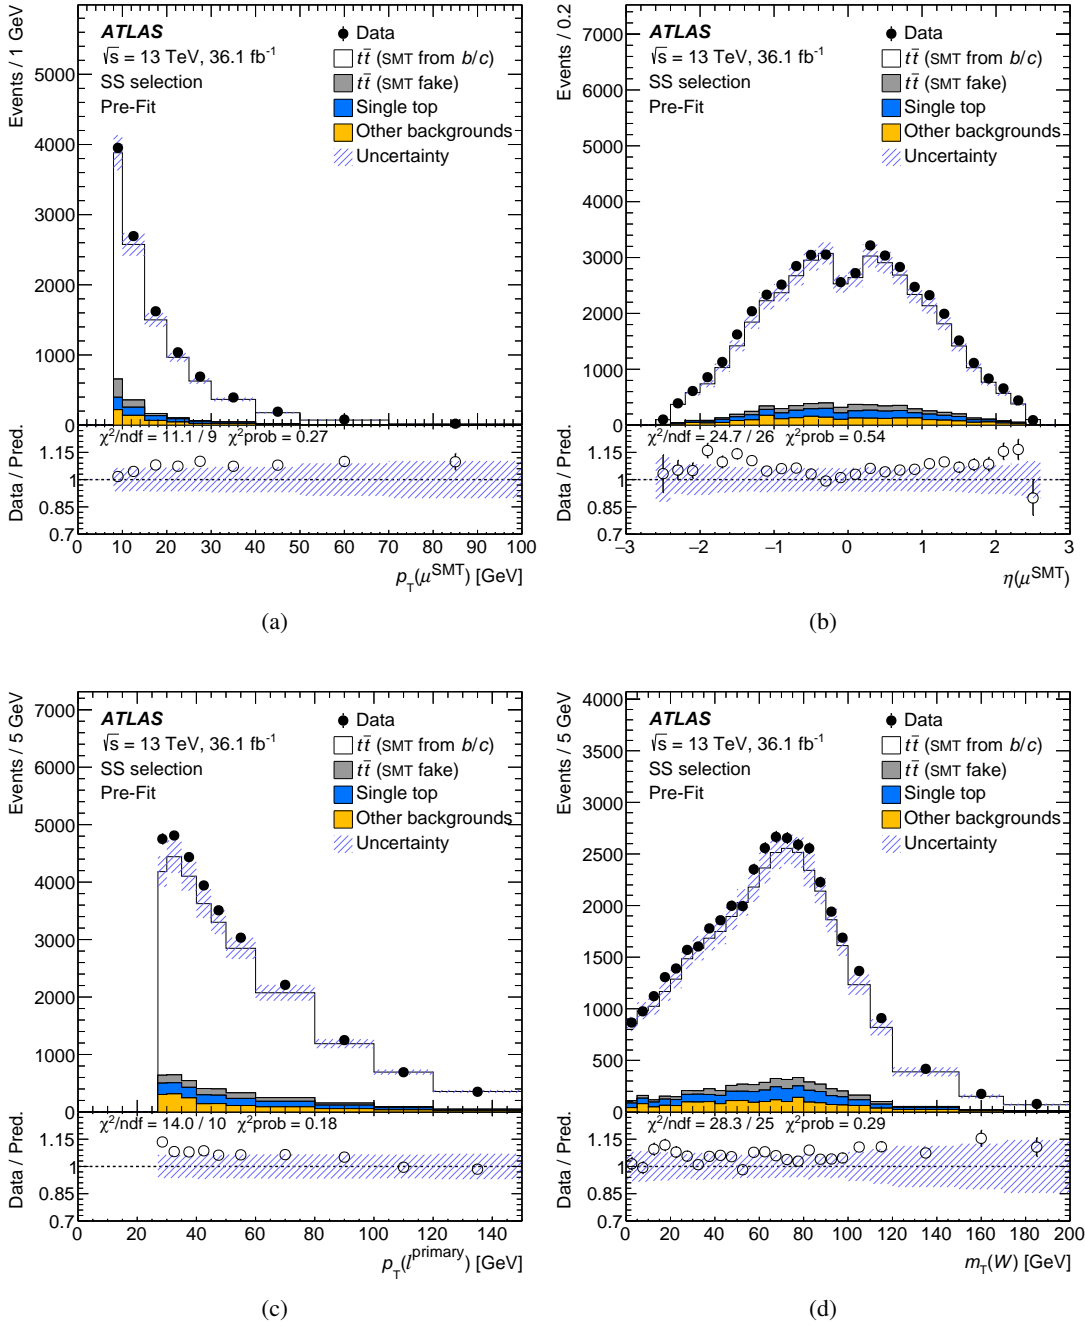 ATLAS
√s = 13 TeV, 36.1 fb⁻¹
SS selection
Pre-Fit
Data
tt̄ (SMT from b/c)
tt̄ (SMT fake)
Single top
Other backgrounds
Uncertainty
Events / 1 GeV
5000
4000
3000
2000
1000
0
χ²/ndf = 11.1 / 9 χ²prob = 0.27
Data / Pred.
1.15
1
0.85
0.7
0 10 20 30 40 50 60 70 80 90 100
p_T(μ^SMT) [GeV]
(a)
ATLAS
√s = 13 TeV, 36.1 fb⁻¹
SS selection
Pre-Fit
Data
tt̄ (SMT from b/c)
tt̄ (SMT fake)
Single top
Other backgrounds
Uncertainty
Events / 0.2
7000
6000
5000
4000
3000
2000
1000
0
χ²/ndf = 24.7 / 26 χ²prob = 0.54
Data / Pred.
1.15
1
0.85
0.7
−3 −2 −1 0 1 2 3
η(μ^SMT)
(b)
ATLAS
√s = 13 TeV, 36.1 fb⁻¹
SS selection
Pre-Fit
Data
tt̄ (SMT from b/c)
tt̄ (SMT fake)
Single top
Other backgrounds
Uncertainty
Events / 5 GeV
7000
6000
5000
4000
3000
2000
1000
0
χ²/ndf = 14.0 / 10 χ²prob = 0.18
Data / Pred.
1.15
1
0.85
0.7
0 20 40 60 80 100 120 140
p_T(l^primary) [GeV]
(c)
ATLAS
√s = 13 TeV, 36.1 fb⁻¹
SS selection
Pre-Fit
Data
tt̄ (SMT from b/c)
tt̄ (SMT fake)
Single top
Other backgrounds
Uncertainty
Events / 5 GeV
4000
3500
3000
2500
2000
1500
1000
500
0
χ²/ndf = 28.3 / 25 χ²prob = 0.29
Data / Pred.
1.15
1
0.85
0.7
0 20 40 60 80 100 120 140 160 180 200
m_T(W) [GeV]
(d)